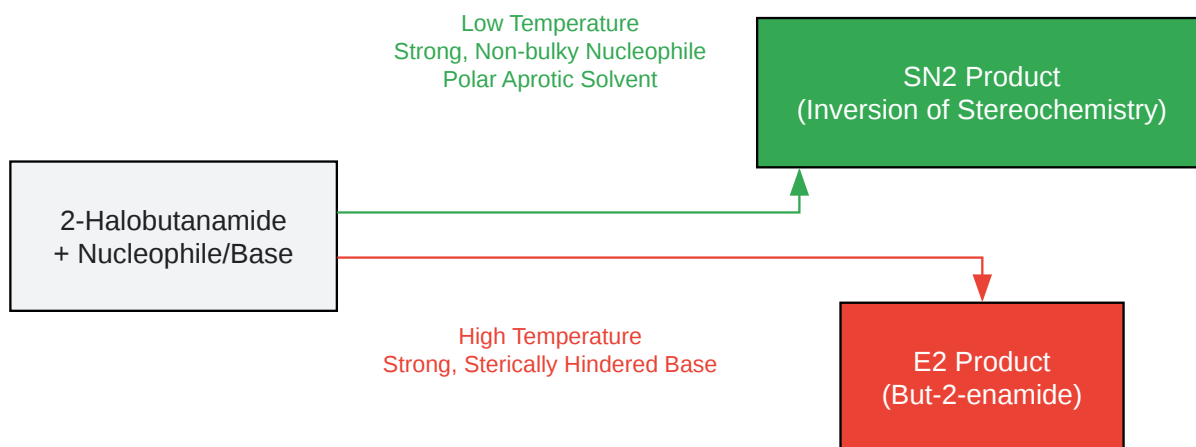 Low Temperature
Strong, Non-bulky Nucleophile
Polar Aprotic Solvent
SN2 Product
(Inversion of Stereochemistry)
2-Halobutanamide
+ Nucleophile/Base
High Temperature
Strong, Sterically Hindered Base
E2 Product
(But-2-enamide)